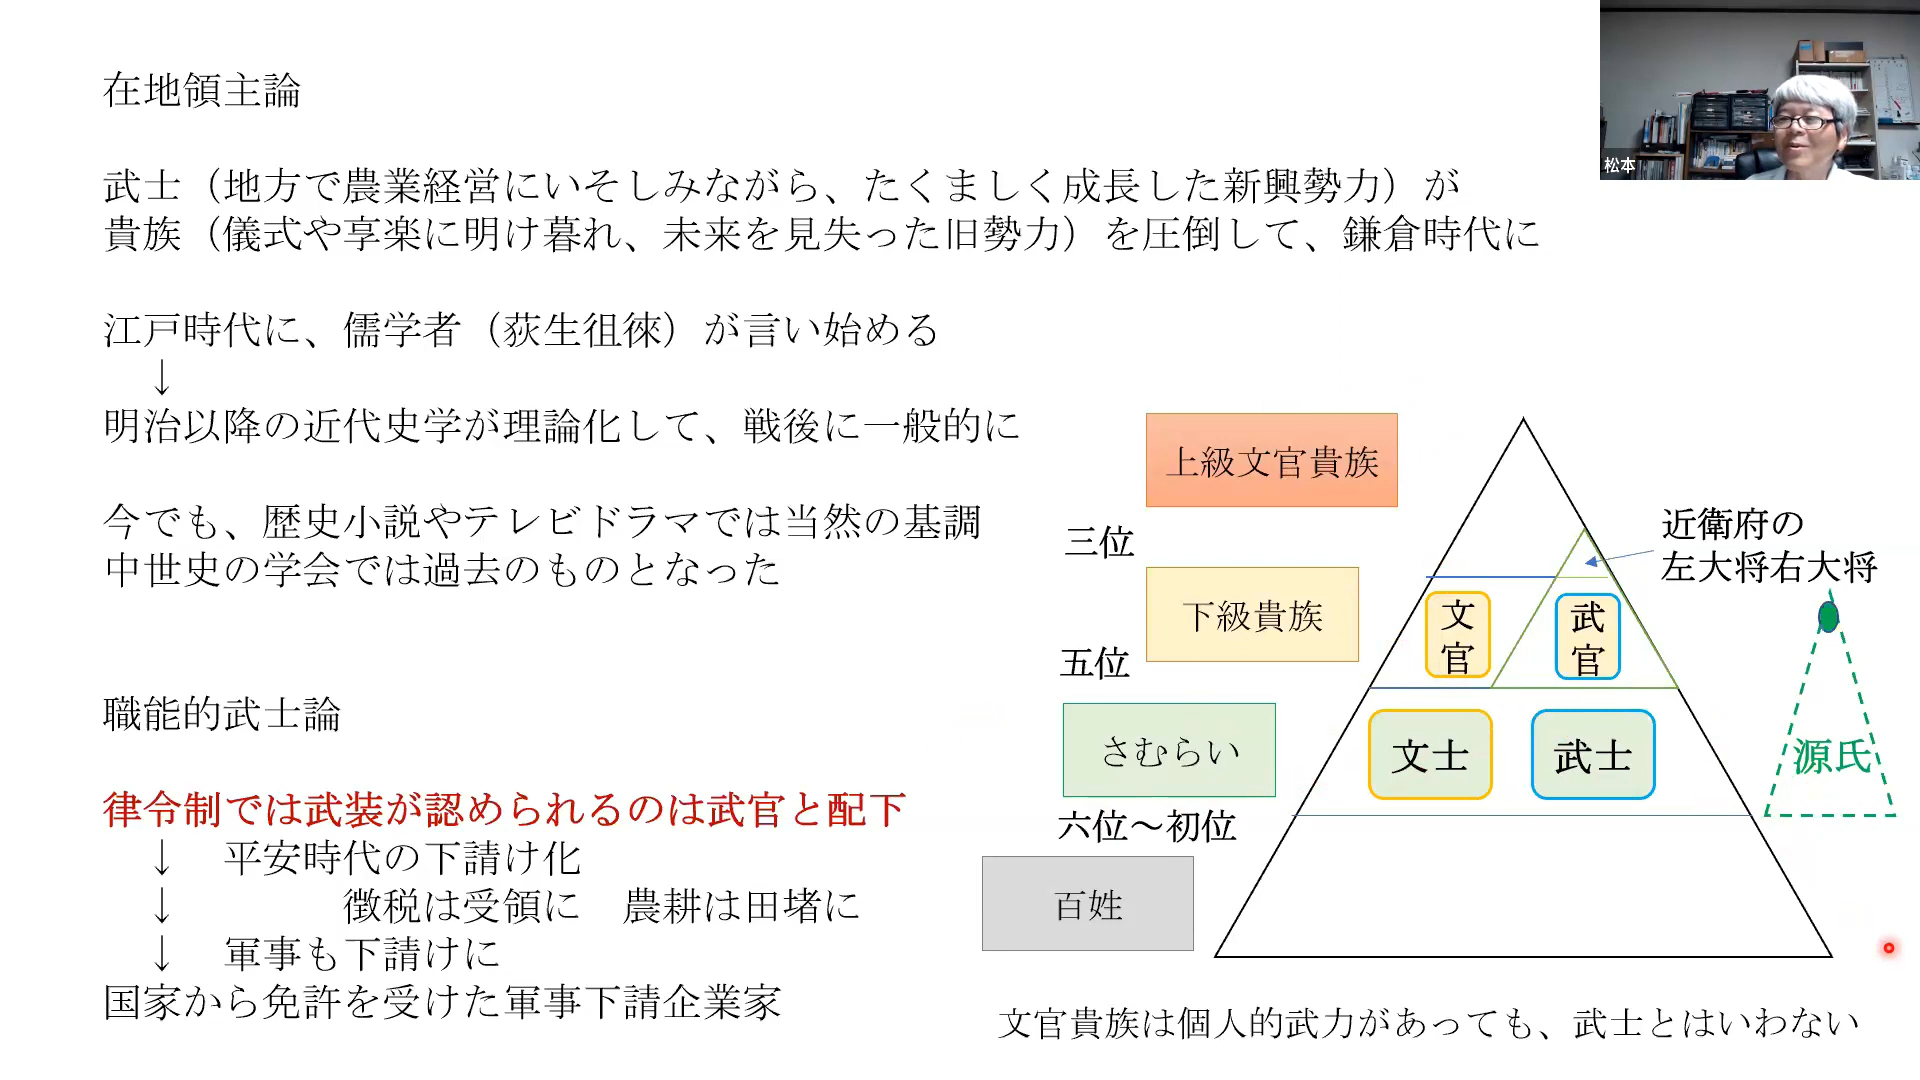 在地領主論
武士（地方で農業経営にいそしみながら、たくましく成長した新興勢力）が
貴族（儀式や享楽に明け暮れ、未来を見失った旧勢力）を圧倒して、鎌倉時代に
江戸時代に、儒学者（荻生徂徠）が言い始める
↓
明治以降の近代史学が理論化して、戦後に一般的に
今でも、歴史小説やテレビドラマでは当然の基調
中世史の学会では過去のものとなった
職能的武士論
律令制では武装が認められるのは武官と配下
↓　平安時代の下請け化
↓　　　　徴税は受領に　農耕は田堵に
↓　軍事も下請けに
国家から免許を受けた軍事下請企業家
松本
上級文官貴族
三位
下級貴族
五位
さむらい
六位～初位
百姓
近衛府の
左大将右大将
文官
武官
文士
武士
源氏
文官貴族は個人的武力があっても、武士とはいわない